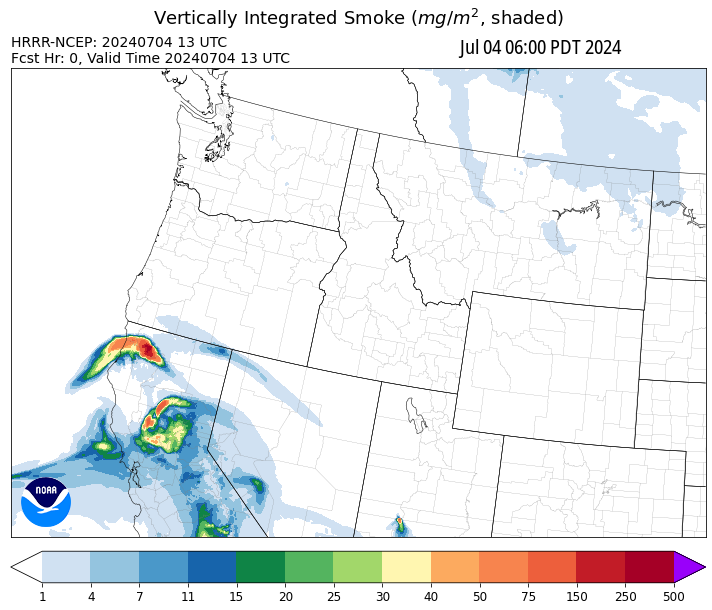 Vertically Integrated Smoke (mg/m², shaded)
HRRR-NCEP: 20240704 13 UTC
Jul 04 06:00 PDT 2024
Fcst Hr: 0, Valid Time 20240704 13 UTC
NOAA
1 4 7 11 15 20 25 30 40 50 75 150 250 500